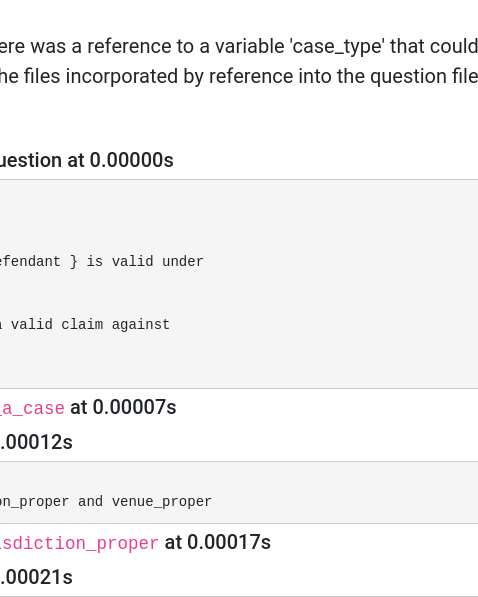 ere was a reference to a variable 'case_type' that could
he files incorporated by reference into the question file
uestion at 0.00000s
efendant } is valid under
a valid claim against
_a_case at 0.00007s
.00012s
on_proper and venue_proper
isdiction_proper at 0.00017s
.00021s